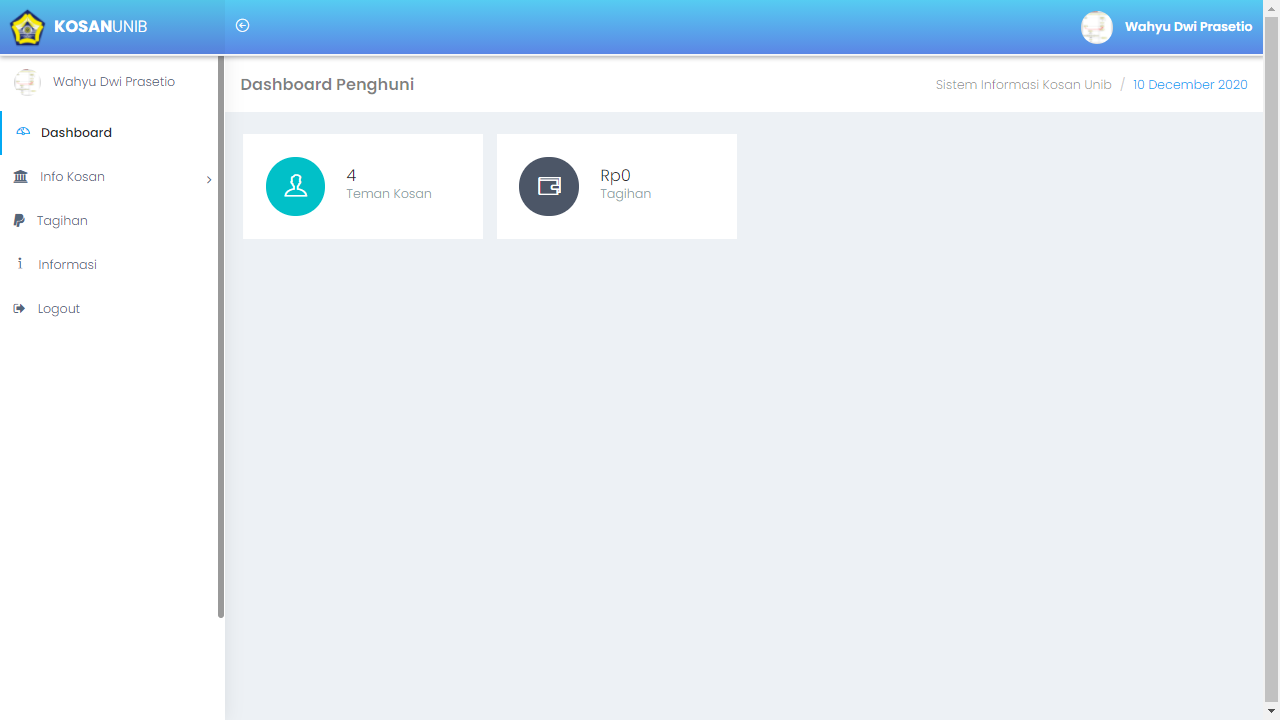 KOSANUNIB
Wahyu Dwi Prasetio
Wahyu Dwi Prasetio
Dashboard
Info Kosan
Tagihan
Informasi
Logout
Dashboard Penghuni
Sistem Informasi Kosan Unib / 10 December 2020
4
Teman Kosan
Rp0
Tagihan